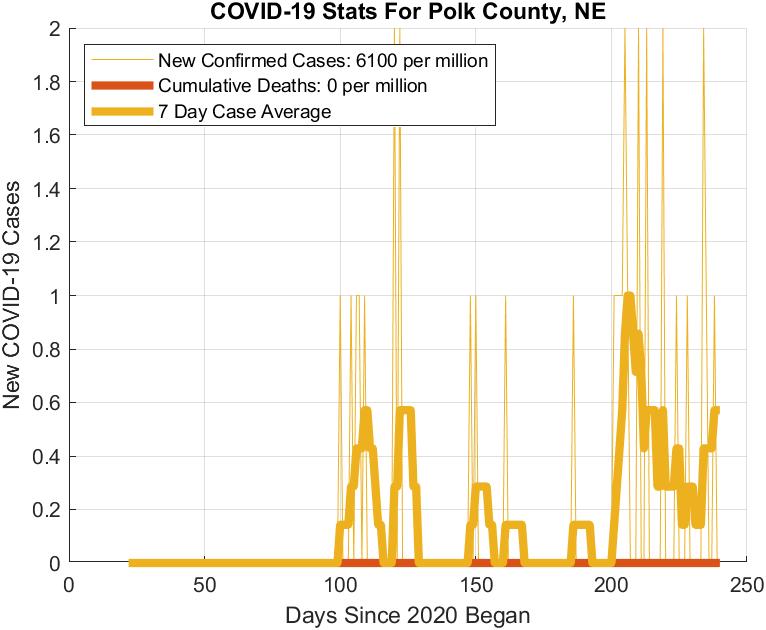 COVID-19 Stats For Polk County, NE
2
1.8
1.6
1.4
1.2
1
0.8
0.6
0.4
0.2
0
New Confirmed Cases: 6100 per million
Cumulative Deaths: 0 per million
7 Day Case Average
New COVID-19 Cases
0 50 100 150 200 250
Days Since 2020 Began